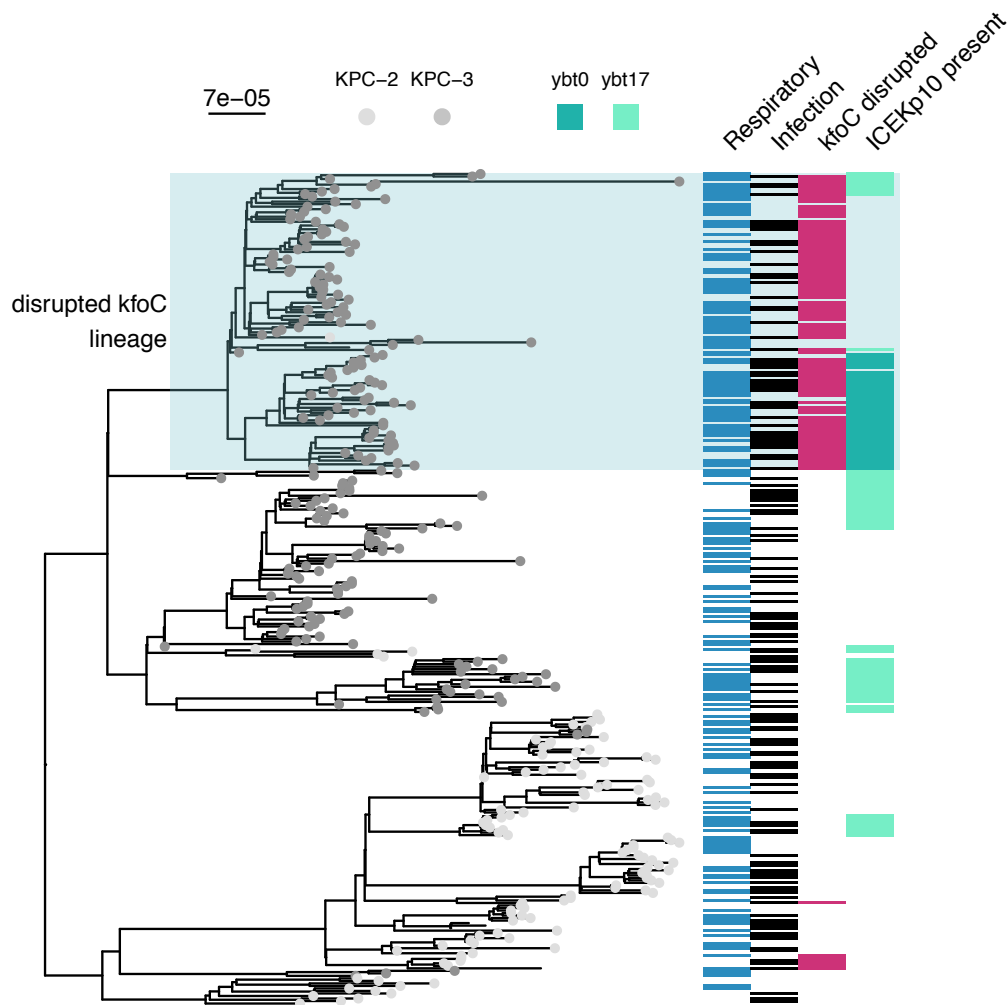 7e−05
KPC−2
KPC−3
ybt0
ybt17
Respiratory
Infection
kfoC disrupted
ICEKp10 present
disrupted kfoC
lineage